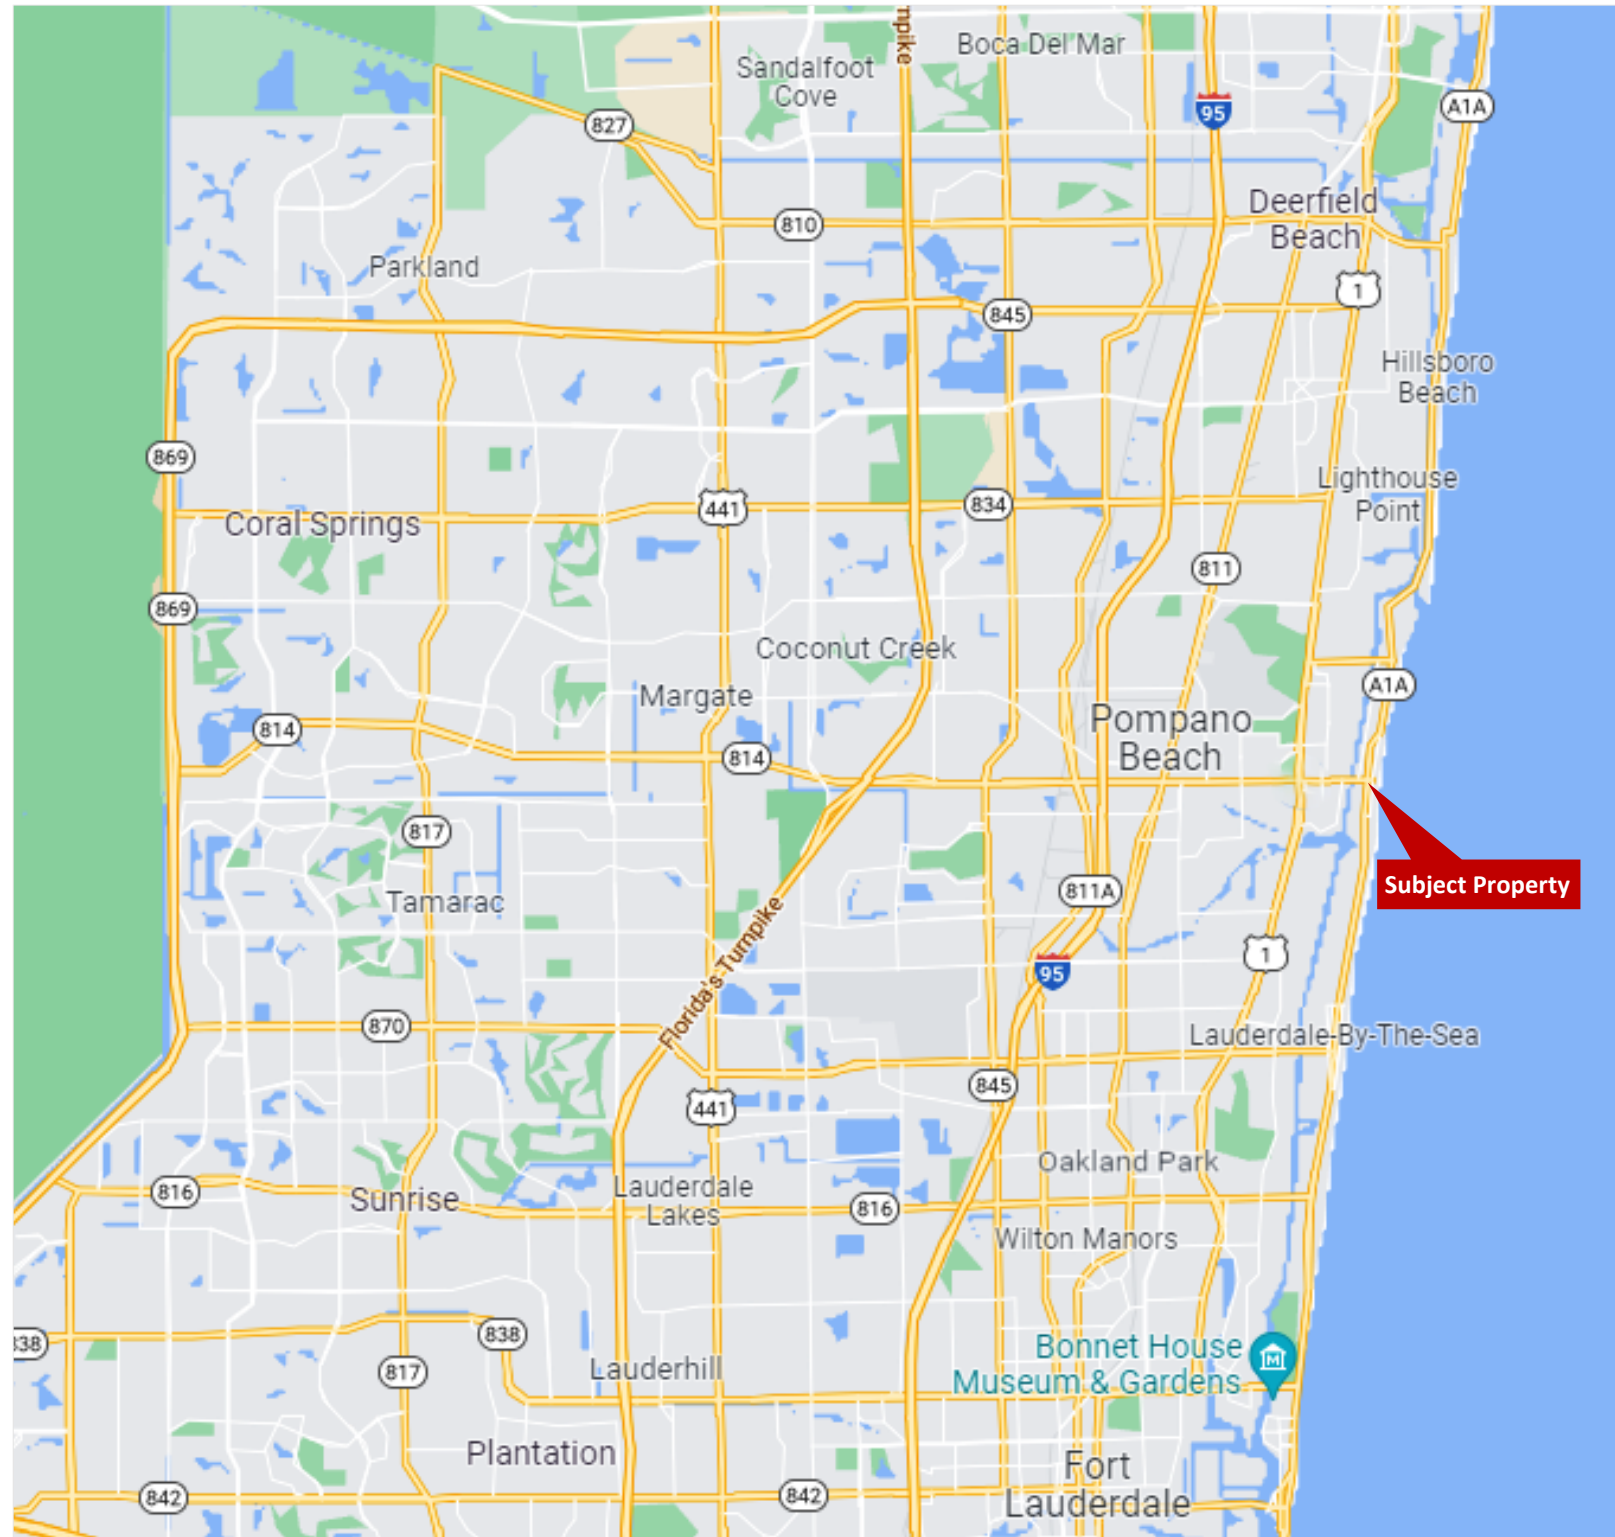 npike
Boca Del Mar
Sandalfoot
Cove
95
A1A
827
810
Deerfield
Beach
Parkland
1
845
Hillsboro
Beach
869
Lighthouse
Point
441
834
Coral Springs
811
869
Coconut Creek
Margate
A1A
Pompano
Beach
814
814
817
Subject Property
811A
Tamarac
Florida's Turnpike
1
95
870
Lauderdale-By-The-Sea
845
441
Oakland Park
816
Sunrise
Lauderdale
Lakes
816
Wilton Manors
838
838
Bonnet House
Museum & Gardens
M
817
Lauderhill
Plantation
Fort
Lauderdale
842
842